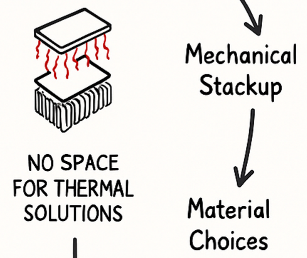 Mechanical
Stackup
NO SPACE
FOR THERMAL
SOLUTIONS
Material
Choices